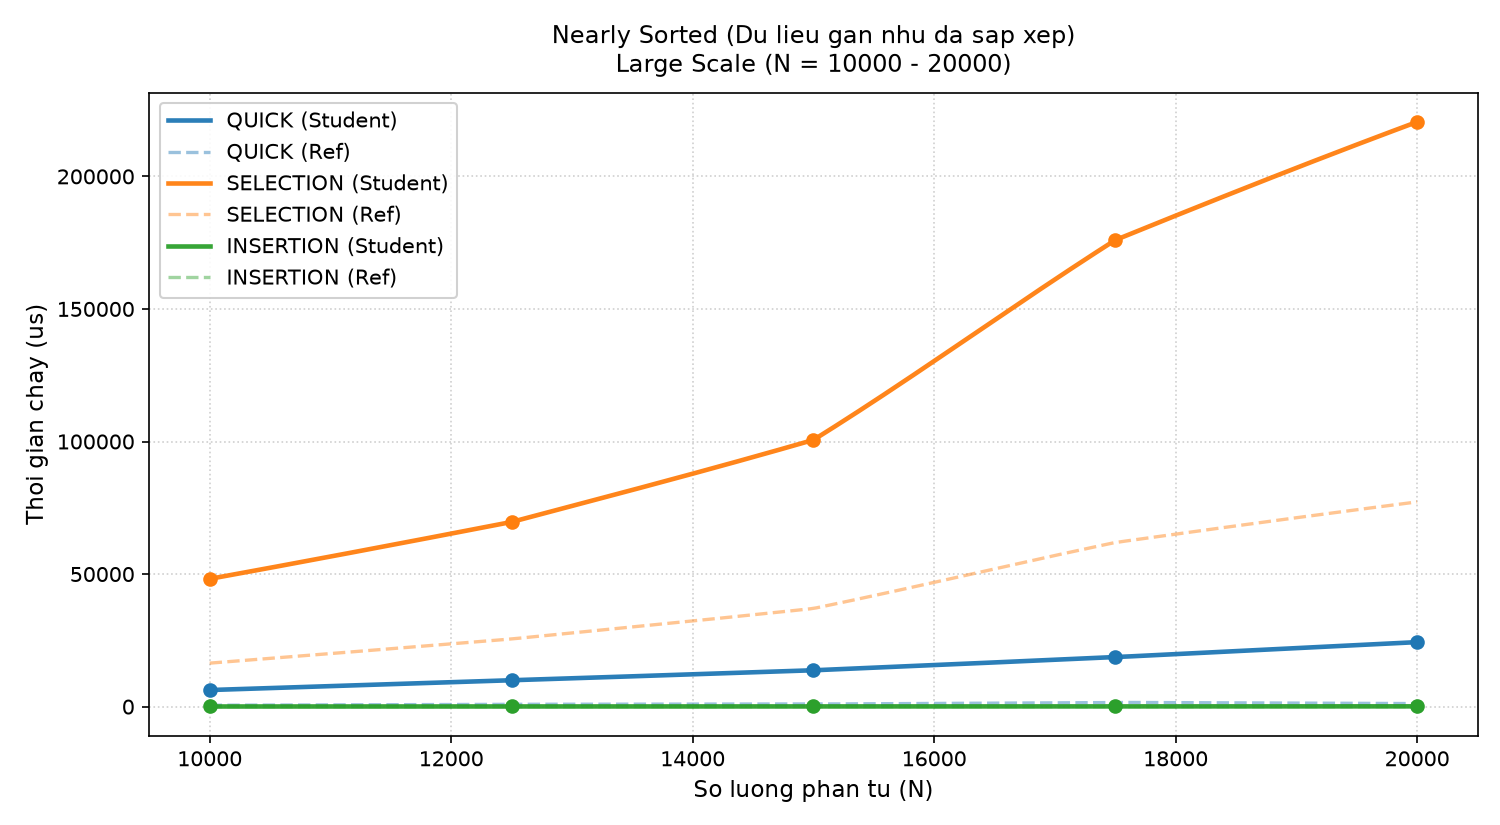 Nearly Sorted (Du lieu gan nhu da sap xep)
Large Scale (N = 10000 - 20000)
QUICK (Student)
QUICK (Ref)
SELECTION (Student)
SELECTION (Ref)
INSERTION (Student)
INSERTION (Ref)
Thoi gian chay (us)
200000
150000
100000
50000
0
10000
12000
14000
16000
18000
20000
So luong phan tu (N)